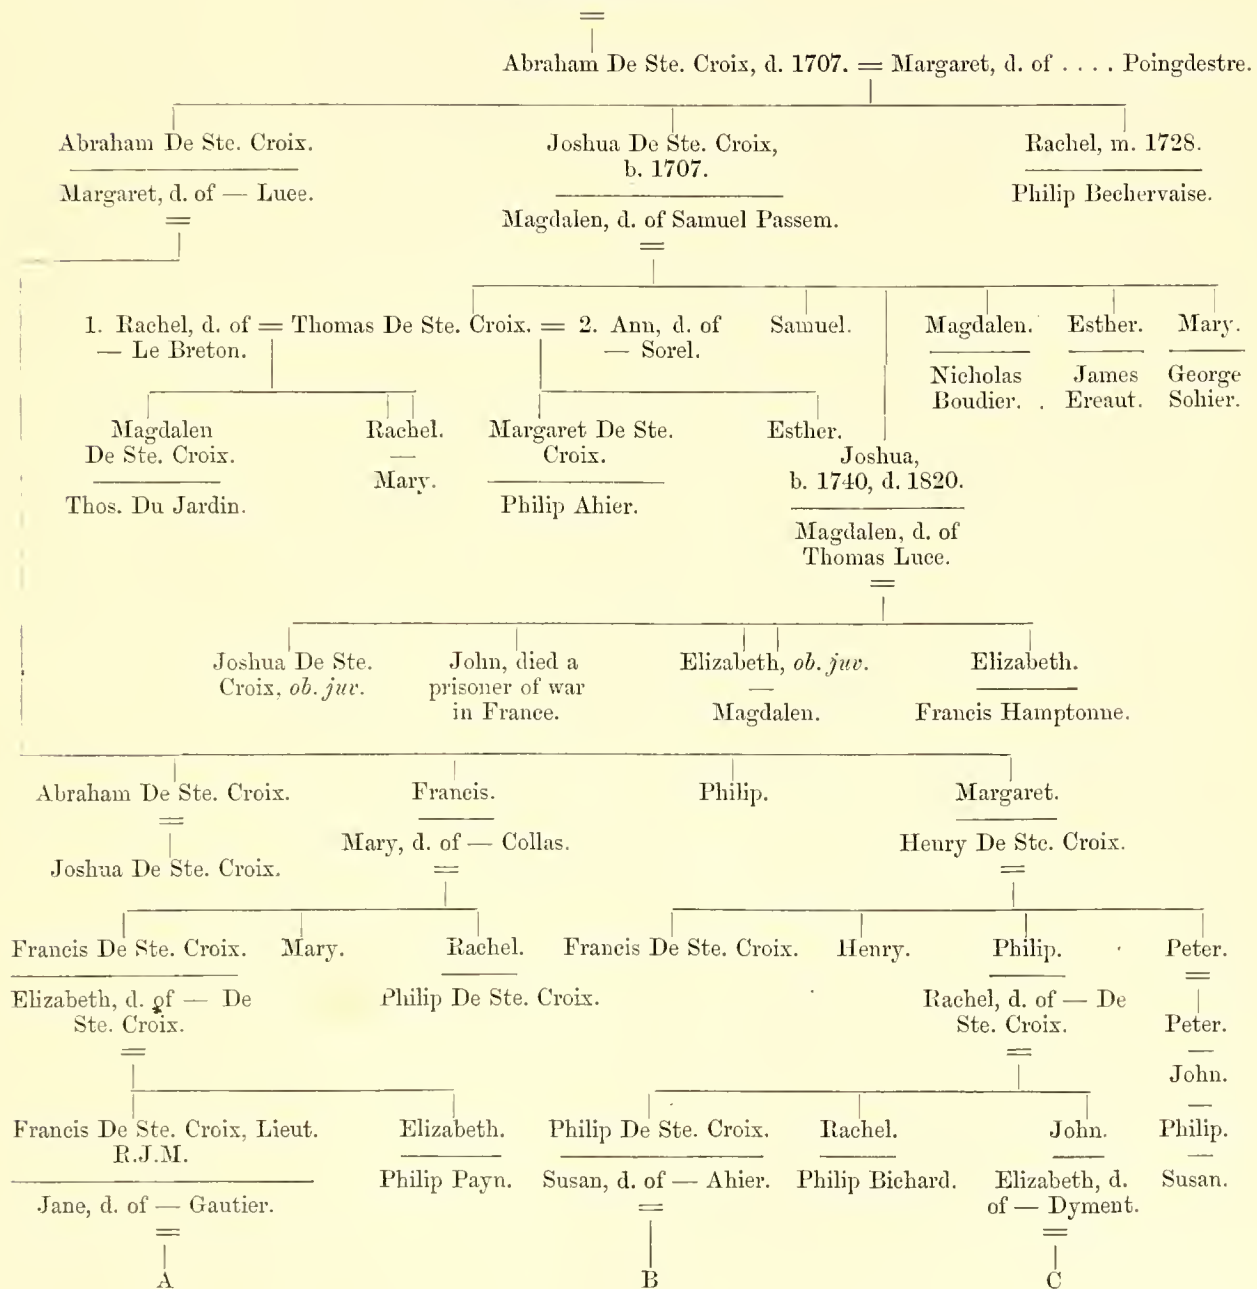 =
Abraham De Ste. Croix, d. 1707. = Margaret, d. of . . . . Poingdestre.
Abraham De Ste. Croix. Joshua De Ste. Croix, Rachel, m. 1728.
b. 1707.
Margaret, d. of — Luce. Philip Bechervaise.
Magdalen, d. of Samuel Passem.
= =
1. Rachel, d. of = Thomas De Ste. Croix. = 2. Ann, d. of Samuel. Magdalen. Esther. Mary.
— Le Breton. — Sorel.
Nicholas James George
Boudier. Ereaut. Sohier.
Magdalen Rachel. Margaret De Ste. Esther.
De Ste. Croix. — Croix. Joshua,
Mary. b. 1740, d. 1820.
Thos. Du Jardin. Philip Ahier.
Magdalen, d. of
Thomas Luce.
=
Joshua De Ste. John, died a Elizabeth, ob. juv. Elizabeth.
Croix, ob. juv. prisoner of war —
in France. Magdalen. Francis Hamptonne.
Abraham De Ste. Croix. Francis. Philip. Margaret.
=
Mary, d. of — Collas. Henry De Ste. Croix.
Joshua De Ste. Croix. = =
Francis De Ste. Croix. Mary. Rachel. Francis De Ste. Croix. Henry. Philip. Peter.
=
Elizabeth, d. of — De Philip De Ste. Croix. Rachel, d. of — De
Ste. Croix. Ste. Croix. Peter.
= = —
John.
—
Francis De Ste. Croix, Lieut. Elizabeth. Philip De Ste. Croix. Rachel. John. Philip.
R.J.M. —
Philip Payn. Susan, d. of — Ahier. Philip Bichard. Elizabeth, d. Susan.
Jane, d. of — Gautier. of — Dyment.
= = =
A B C